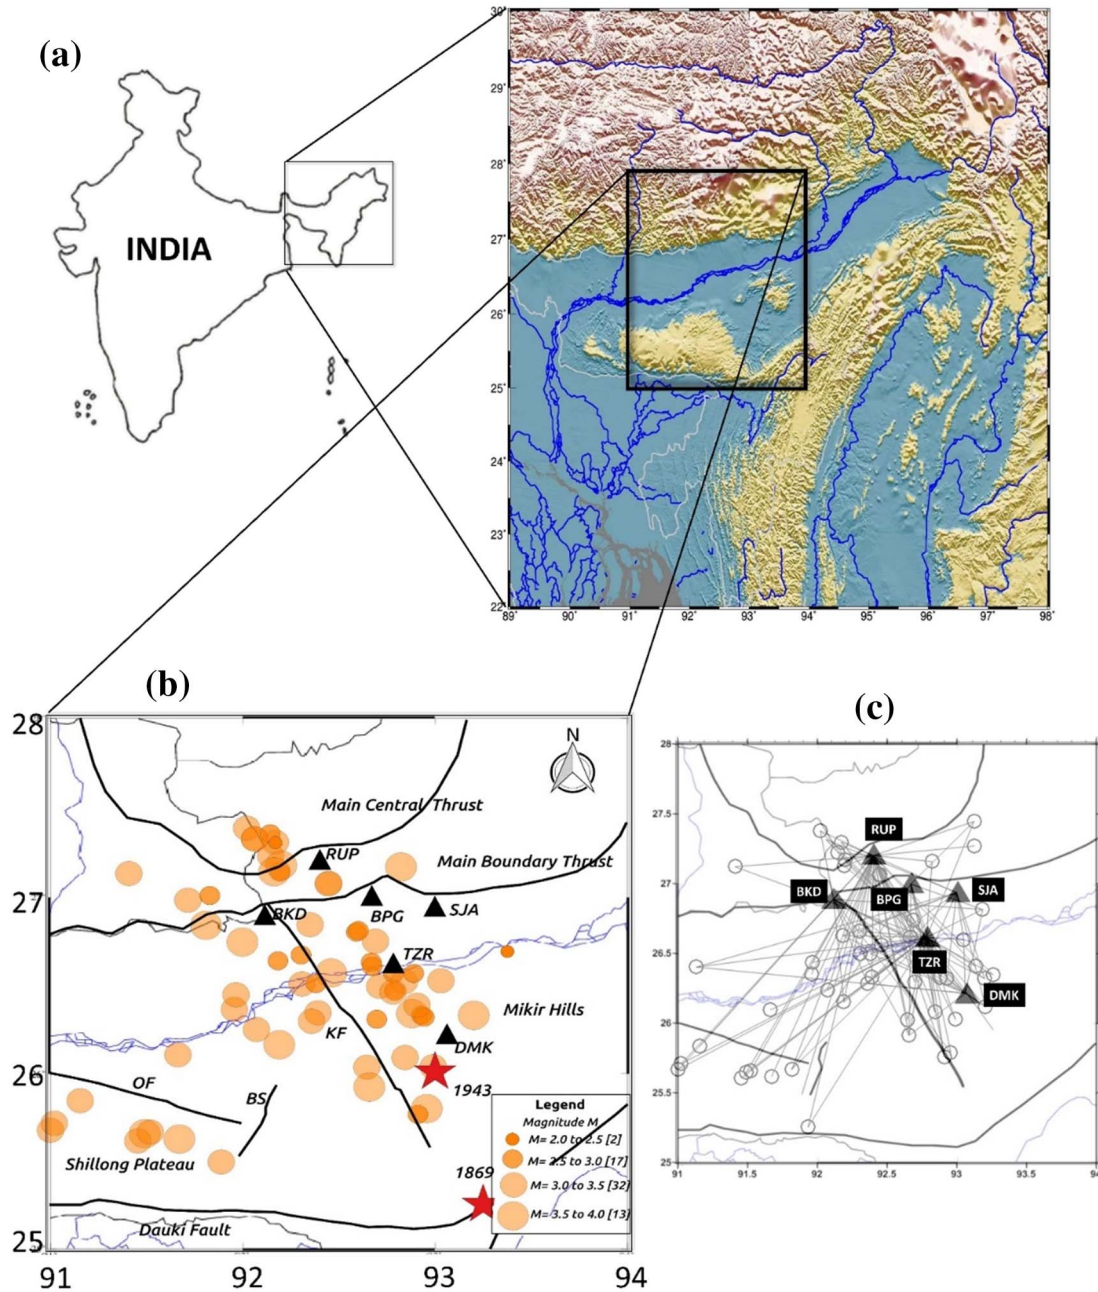 (a)
INDIA
30°
29°
28°
27°
26°
25°
24°
23°
22°
89° 90° 91° 92° 93° 94° 95° 96° 97° 98°
(b)
28
27
26
25
91 92 93 94
N
Main Central Thrust
Main Boundary Thrust
RUP
BKD
BPG
SJA
TZR
Mikir Hills
KF
DMK
OF
BS
1943
Shillong Plateau
1869
Dauki Fault
Legend
Magnitude M
M= 2.0 to 2.5 [2]
M= 2.5 to 3.0 [17]
M= 3.0 to 3.5 [32]
M= 3.5 to 4.0 [13]
(c)
28
27.5
27
26.5
26
25.5
25
91 91.5 92 92.5 93 93.5 94
RUP
BKD
BPG
SJA
TZR
DMK